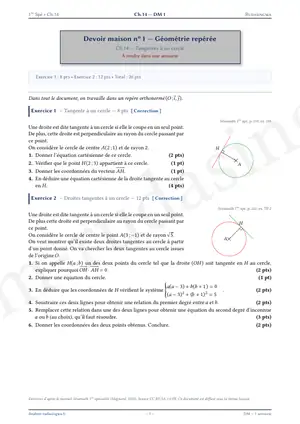 1re Spé • Ch.14
Ch.14 — DM 1
Devoir maison n° 1 — Géométrie repérée
Ch.14 — Tangentes à un cercle
À rendre dans une semaine
Exercice 1 : 8 pts • Exercice 2 : 12 pts • Total : 20 pts
Dans tout le document, on travaille dans un repère orthonormé (O ; i, j).
Exercice 1 – Tangente à un cercle — 8 pts [ Correction ]
Une droite est dite tangente à un cercle si elle le coupe en un seul point.
De plus, cette droite est perpendiculaire au rayon du cercle passant par
ce point.
On considère le cercle de centre A(2 ; 1) et de rayon 2.
1. Donner l'équation cartésienne de ce cercle. (2 pts)
2. Vérifier que le point H(2 ; 3) appartient à ce cercle. (1 pt)
3. Donner les coordonnées du vecteur AH. (1 pt)
4. En déduire une équation cartésienne de la droite tangente au cercle
en H. (4 pts)
Exercice 2 – Droites tangentes à un cercle — 12 pts [ Correction ]
Une droite est dite tangente à un cercle si elle le coupe en un seul point.
De plus, cette droite est perpendiculaire au rayon du cercle passant par
ce point.
On considère le cercle de centre le point A(3 ; −1) et de rayon √5.
On veut montrer qu'il existe deux droites tangentes au cercle à partir
d'un point donné. On va chercher les deux tangentes au cercle issues
de l'origine O.
1. Si on appelle H(a ; b) un des deux points du cercle tel que la droite (OH) soit tangente en H au cercle,
expliquer pourquoi OH · AH = 0. (2 pts)
2. Donner une équation du cercle. (1 pt)
3. En déduire que les coordonnées de H vérifient le système { a(a − 3) + b(b + 1) = 0 (2 pts)
(a − 3)² + (b + 1)² = 5
4. Soustraire ces deux lignes pour obtenir une relation du premier degré entre a et b. (2 pts)
5. Remplacer cette relation dans une des deux lignes pour obtenir une équation du second degré d'inconnue
a ou b (au choix), qu'il faut résoudre. (3 pts)
6. Donner les coordonnées des deux points obtenus. Conclure. (2 pts)
– 1 –
DM – 1 semaine